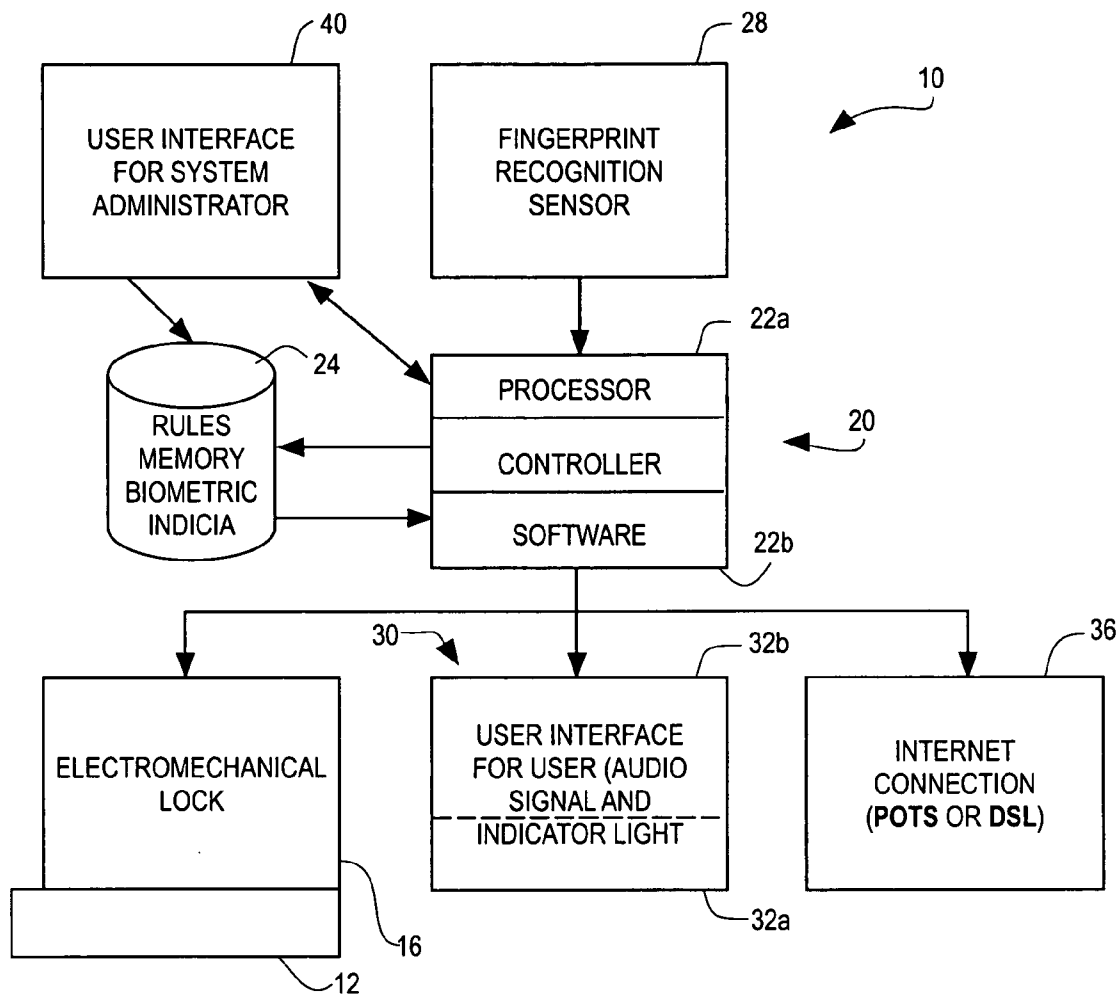 40
28
10
USER INTERFACE
FOR SYSTEM
ADMINISTRATOR
FINGERPRINT
RECOGNITION
SENSOR
22a
24
PROCESSOR
20
RULES
MEMORY
BIOMETRIC
INDICIA
CONTROLLER
SOFTWARE
22b
30
32b
36
ELECTROMECHANICAL
LOCK
USER INTERFACE
FOR USER (AUDIO
SIGNAL AND
INDICATOR LIGHT
INTERNET
CONNECTION
(POTS OR DSL)
16
32a
12